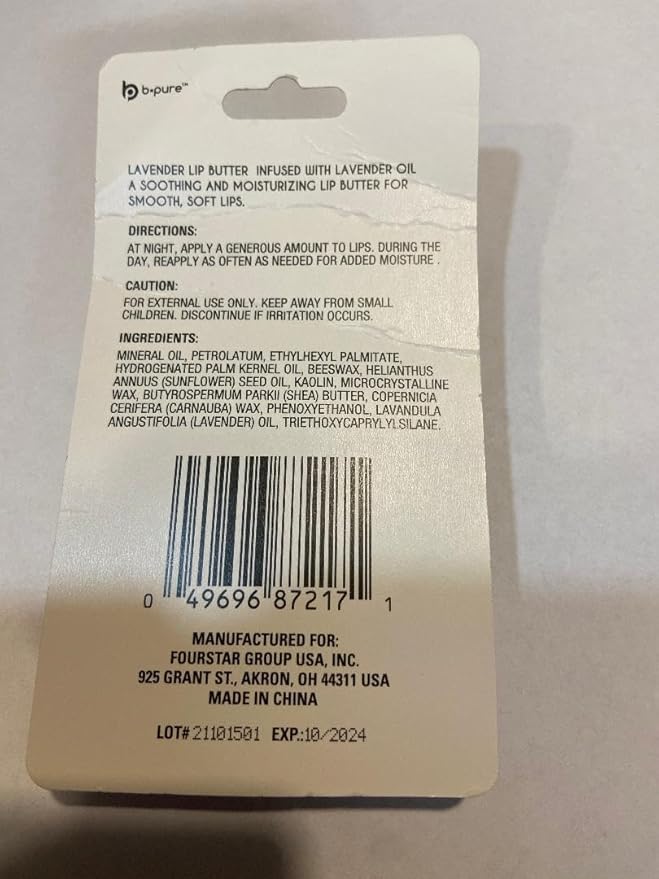 b•pure™
LAVENDER LIP BUTTER INFUSED WITH LAVENDER OIL
A SOOTHING AND MOISTURIZING LIP BUTTER FOR
SMOOTH, SOFT LIPS.
DIRECTIONS:
AT NIGHT, APPLY A GENEROUS AMOUNT TO LIPS. DURING THE
DAY, REAPPLY AS OFTEN AS NEEDED FOR ADDED MOISTURE .
CAUTION:
FOR EXTERNAL USE ONLY. KEEP AWAY FROM SMALL
CHILDREN. DISCONTINUE IF IRRITATION OCCURS.
INGREDIENTS:
MINERAL OIL, PETROLATUM, ETHYLHEXYL PALMITATE,
HYDROGENATED PALM KERNEL OIL, BEESWAX, HELIANTHUS
ANNUUS (SUNFLOWER) SEED OIL, KAOLIN, MICROCRYSTALLINE
WAX, BUTYROSPERMUM PARKII (SHEA) BUTTER, COPERNICIA
CERIFERA (CARNAUBA) WAX, PHENOXYETHANOL, LAVANDULA
ANGUSTIFOLIA (LAVENDER) OIL, TRIETHOXYCAPRYLYLSILANE.
0 49696 87217 1
MANUFACTURED FOR:
FOURSTAR GROUP USA, INC.
925 GRANT ST., AKRON, OH 44311 USA
MADE IN CHINA
LOT# 21101501 EXP.:10/2024